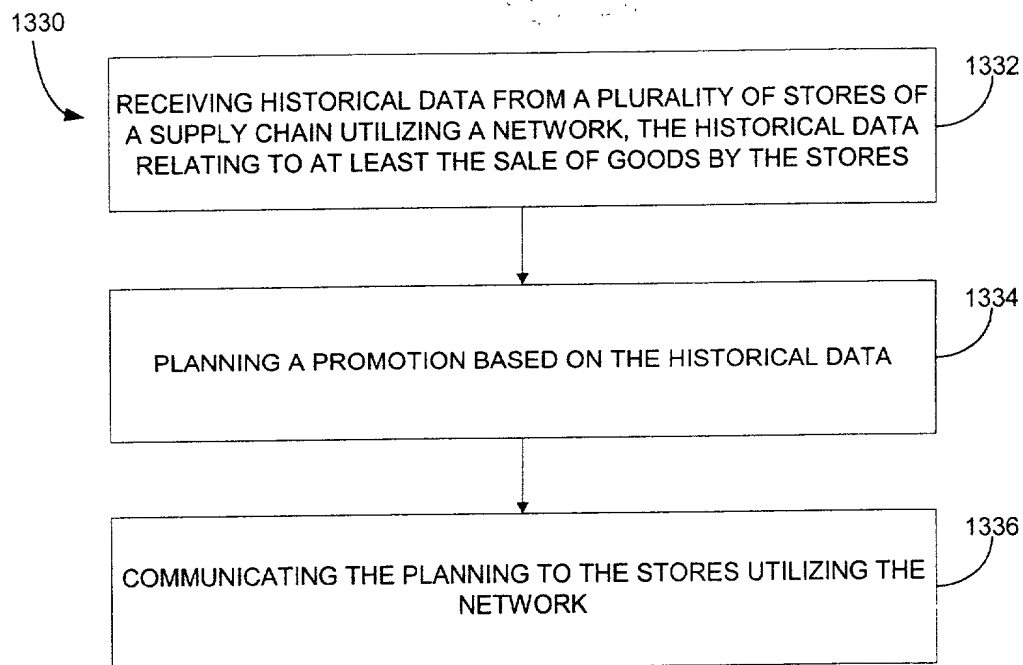 1330
1332
RECEIVING HISTORICAL DATA FROM A PLURALITY OF STORES OF
A SUPPLY CHAIN UTILIZING A NETWORK, THE HISTORICAL DATA
RELATING TO AT LEAST THE SALE OF GOODS BY THE STORES
1334
PLANNING A PROMOTION BASED ON THE HISTORICAL DATA
1336
COMMUNICATING THE PLANNING TO THE STORES UTILIZING THE
NETWORK